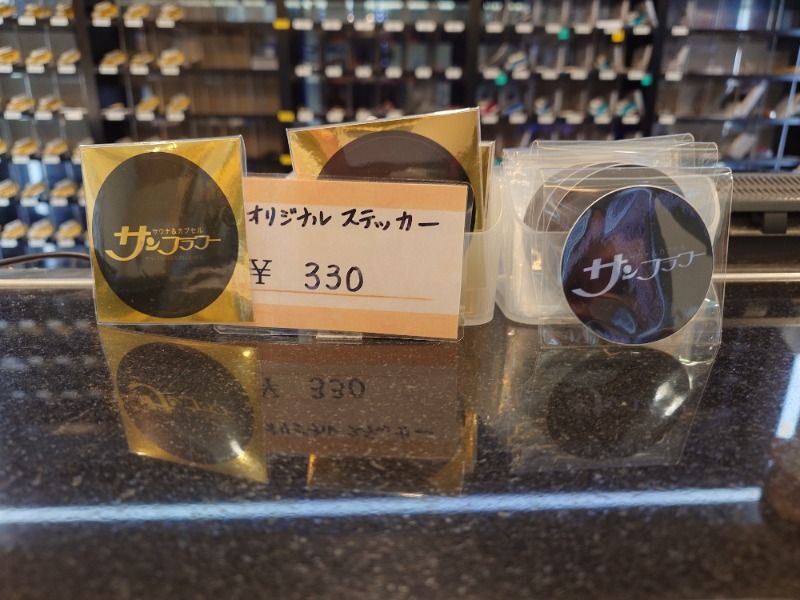 サウナ&カプセル
サンフラワー
オリジナル ステッカー
¥ 330
サンフラワー